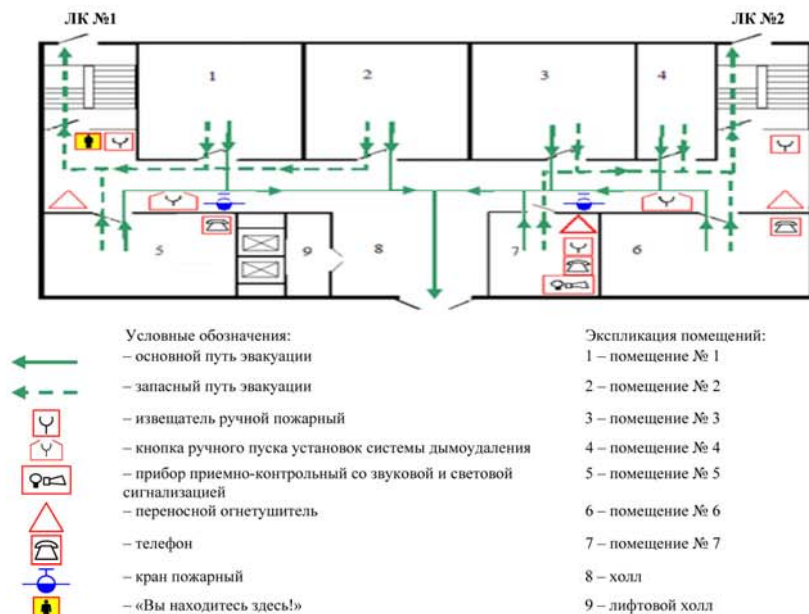 ЛК №1
ЛК №2
1
2
3
4
5
9
8
7
6
Условные обозначения:
– основной путь эвакуации
– запасный путь эвакуации
– извещатель ручной пожарный
– кнопка ручного пуска установок системы дымоудаления
– прибор приемно-контрольный со звуковой и световой
сигнализацией
– переносной огнетушитель
– телефон
– кран пожарный
– «Вы находитесь здесь!»
Экспликация помещений:
1 – помещение № 1
2 – помещение № 2
3 – помещение № 3
4 – помещение № 4
5 – помещение № 5
6 – помещение № 6
7 – помещение № 7
8 – холл
9 – лифтовой холл